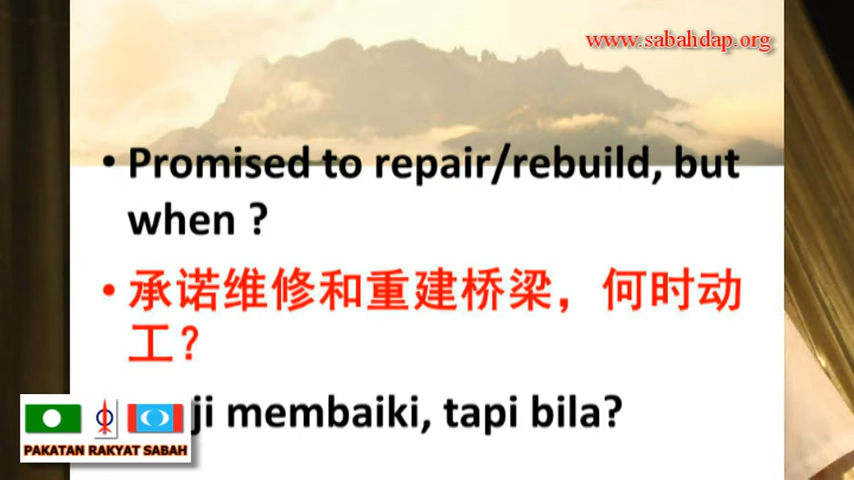 www.sabahdap.org
• Promised to repair/rebuild, but
when ?
• 承诺维修和重建桥梁，何时动
工？
ji membaiki, tapi bila?
PAKATAN RAKYAT SABAH